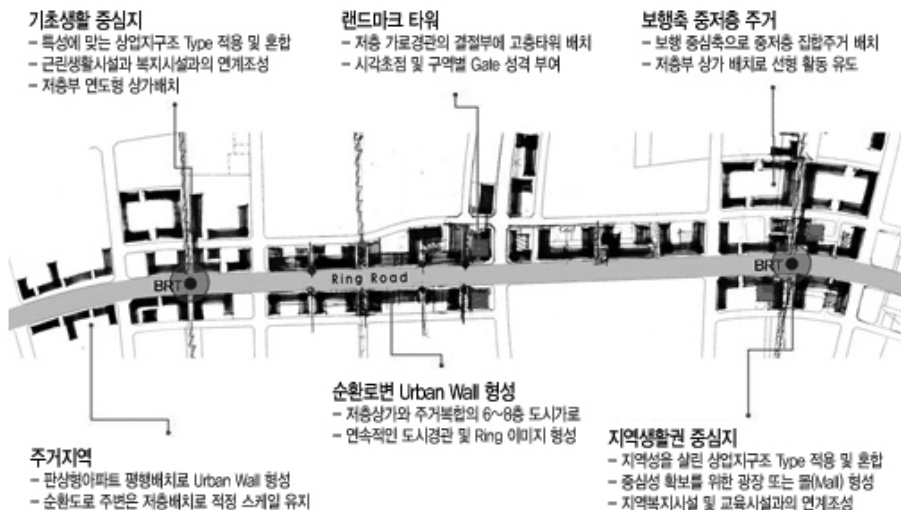 기초생활 중심지
- 특성에 맞는 상업지구조 Type 적용 및 혼합
- 근린생활시설과 복지시설과의 연계조성
- 저층부 연도형 상가배치
랜드마크 타워
- 저층 가로경관의 결절부에 고층타워 배치
- 시각초점 및 구역별 Gate 성격 부여
보행축 중저층 주거
- 보행 중심축으로 중저층 집합주거 배치
- 저층부 상가 배치로 선형 활동 유도
BRT
Ring Road
BRT
순환로변 Urban Wall 형성
- 저층상가와 주거복합의 6~8층 도시가로
- 연속적인 도시경관 및 Ring 이미지 형성
주거지역
- 판상형아파트 평행배치로 Urban Wall 형성
- 순환도로 주변은 저층배치로 적정 스케일 유지
지역생활권 중심지
- 지역성을 살린 상업지구조 Type 적용 및 혼합
- 중심성 확보를 위한 광장 또는 몰(Mall) 형성
- 지역복지시설 및 교육시설과의 연계조성